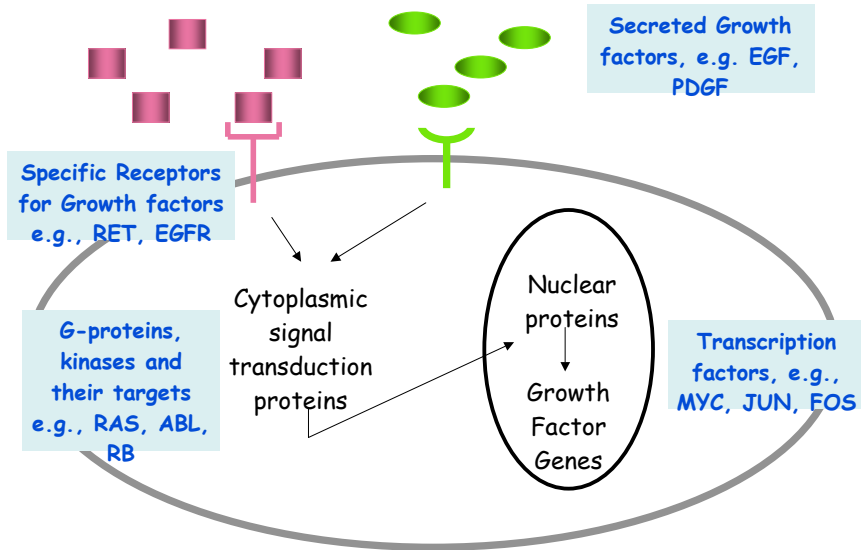 Secreted Growth
factors, e.g. EGF,
PDGF
Specific Receptors
for Growth factors
e.g., RET, EGFR
Cytoplasmic
signal
transduction
proteins
Nuclear
proteins
Growth
Factor
Genes
G-proteins,
kinases and
their targets
e.g., RAS, ABL,
RB
Transcription
factors, e.g.,
MYC, JUN, FOS